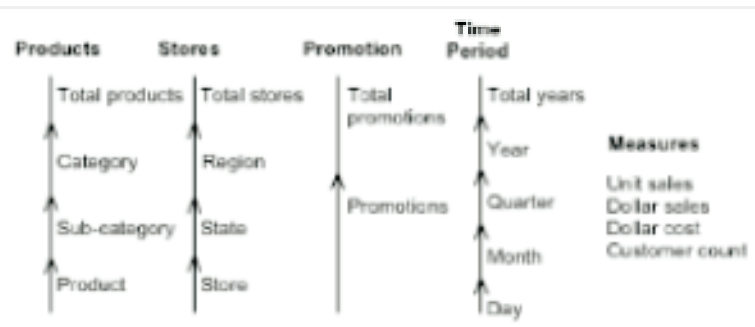 Products
Stores
Promotion
Time
Period
Total products
Total stores
Total
promotions
Total years
Category
Region
Year
Measures
Promotions
Quarter
Unit sales
Dollar sales
Sub-category
State
Dollar cost
Customer count
Month
Product
Store
Day